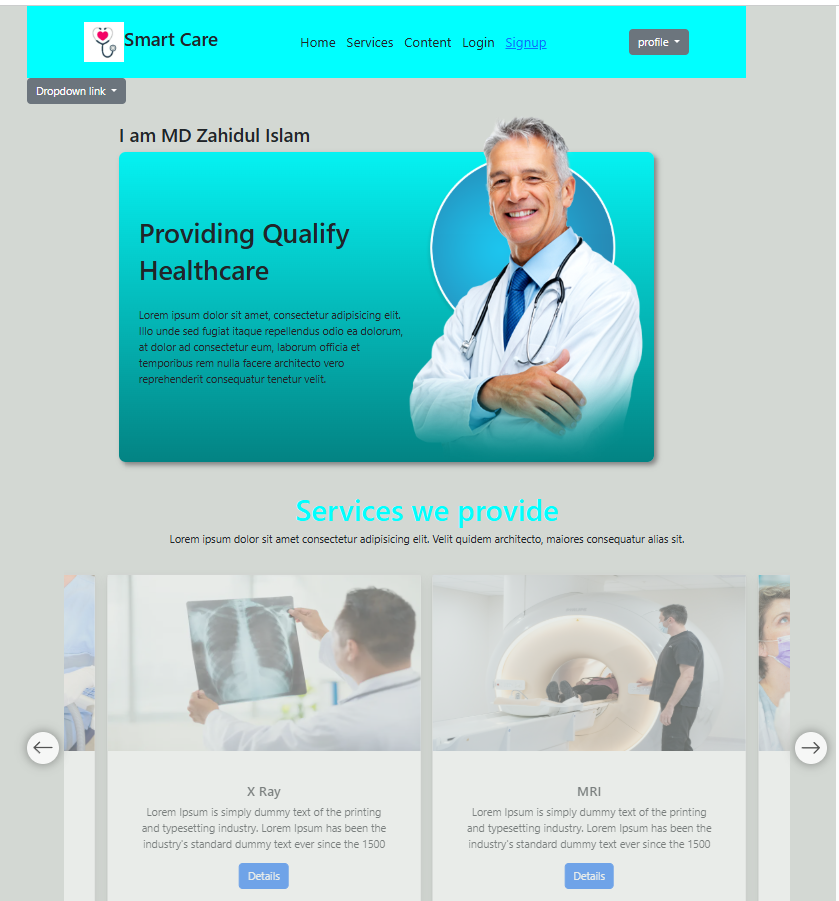 Smart Care
Home Services Content Login Signup
profile
Dropdown link
I am MD Zahidul Islam
Providing Qualify
Healthcare
Lorem ipsum dolor sit amet, consectetur adipisicing elit.
Illo unde sed fugiat itaque repellendus odio ea dolorum,
at dolor ad consectetur eum, laborum officia et
temporibus rem nulla facere architecto vero
reprehenderit consequatur tenetur velit.
Services we provide
Lorem ipsum dolor sit amet consectetur adipisicing elit. Velit quidem architecto, maiores consequatur alias sit.
X Ray
Lorem Ipsum is simply dummy text of the printing
and typesetting industry. Lorem Ipsum has been the
industry's standard dummy text ever since the 1500
Details
MRI
Lorem Ipsum is simply dummy text of the printing
and typesetting industry. Lorem Ipsum has been the
industry's standard dummy text ever since the 1500
Details